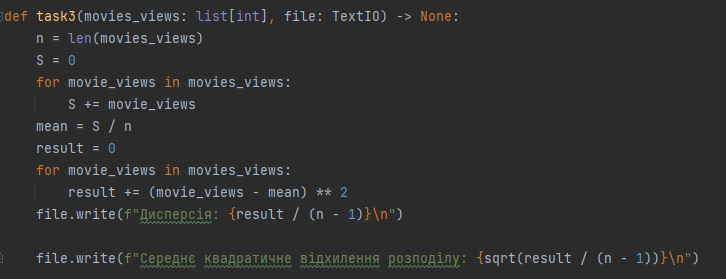 def task3(movies_views: list[int], file: TextIO) -> None:
    n = len(movies_views)
    S = 0
    for movie_views in movies_views:
        S += movie_views
    mean = S / n
    result = 0
    for movie_views in movies_views:
        result += (movie_views - mean) ** 2
    file.write(f"Дисперсія: {result / (n - 1)}\n")
    file.write(f"Середнє квадратичне відхилення розподілу: {sqrt(result / (n - 1))}\n")